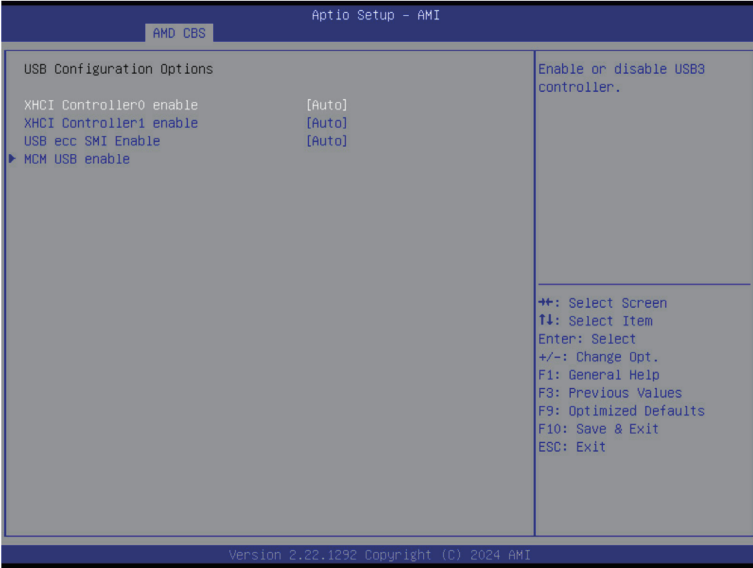 Aptio Setup – AMI
AMD CBS
USB Configuration Options
XHCI Controller0 enable [Auto]
XHCI Controller1 enable [Auto]
USB ecc SMI Enable [Auto]
MCM USB enable
Enable or disable USB3
controller.
→←: Select Screen
↑↓: Select Item
Enter: Select
+/-: Change Opt.
F1: General Help
F3: Previous Values
F9: Optimized Defaults
F10: Save & Exit
ESC: Exit
Version 2.22.1292 Copyright (C) 2024 AMI